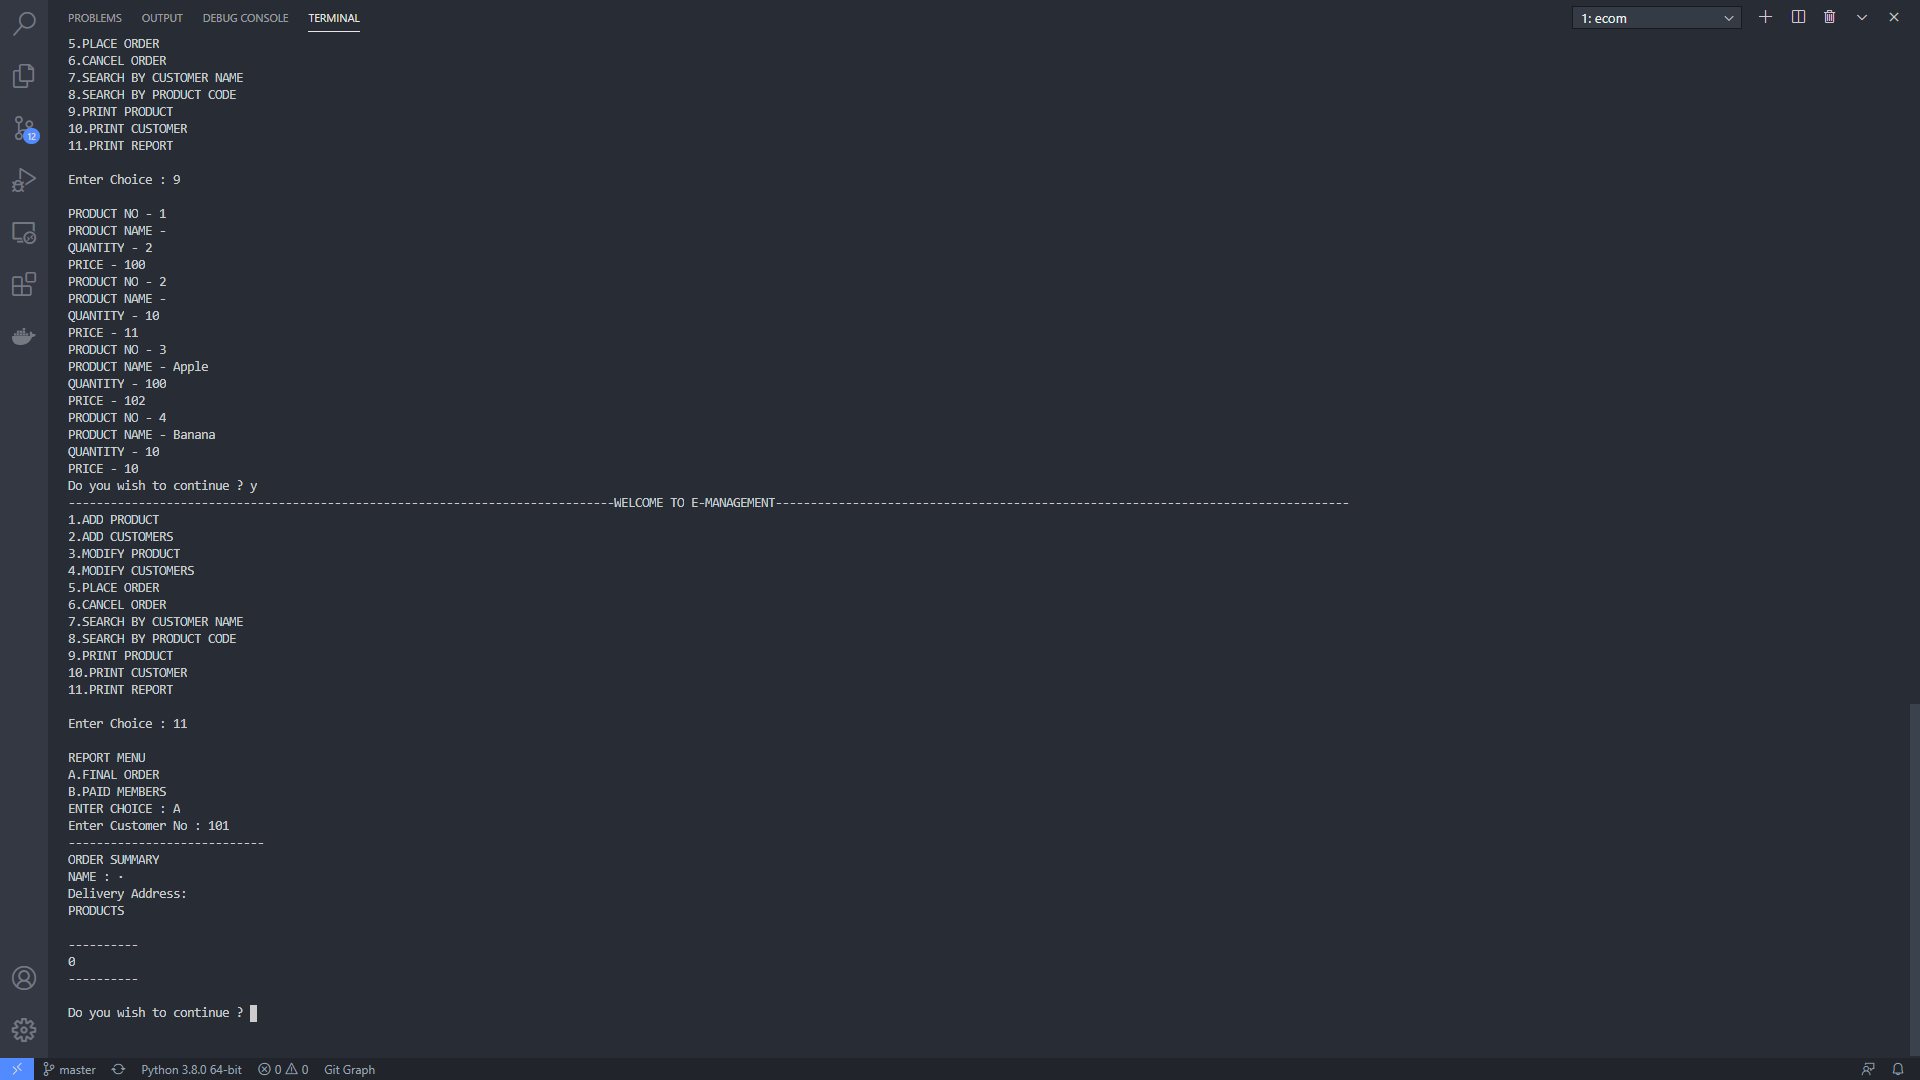 PROBLEMS OUTPUT DEBUG CONSOLE TERMINAL 1: ecom
5.PLACE ORDER
6.CANCEL ORDER
7.SEARCH BY CUSTOMER NAME
8.SEARCH BY PRODUCT CODE
9.PRINT PRODUCT
10.PRINT CUSTOMER
11.PRINT REPORT
12
Enter Choice : 9
PRODUCT NO - 1
PRODUCT NAME -
QUANTITY - 2
PRICE - 100
PRODUCT NO - 2
PRODUCT NAME -
QUANTITY - 10
PRICE - 11
PRODUCT NO - 3
PRODUCT NAME - Apple
QUANTITY - 100
PRICE - 102
PRODUCT NO - 4
PRODUCT NAME - Banana
QUANTITY - 10
PRICE - 10
Do you wish to continue ? y
------------------------------------------------------------------------------WELCOME TO E-MANAGEMENT----------------------------------------------------------------------------------
1.ADD PRODUCT
2.ADD CUSTOMERS
3.MODIFY PRODUCT
4.MODIFY CUSTOMERS
5.PLACE ORDER
6.CANCEL ORDER
7.SEARCH BY CUSTOMER NAME
8.SEARCH BY PRODUCT CODE
9.PRINT PRODUCT
10.PRINT CUSTOMER
11.PRINT REPORT
Enter Choice : 11
REPORT MENU
A.FINAL ORDER
B.PAID MEMBERS
ENTER CHOICE : A
Enter Customer No : 101
----------------------------
ORDER SUMMARY
NAME : ·
Delivery Address:
PRODUCTS
----------
0
----------
Do you wish to continue ?
master Python 3.8.0 64-bit 0 0 Git Graph